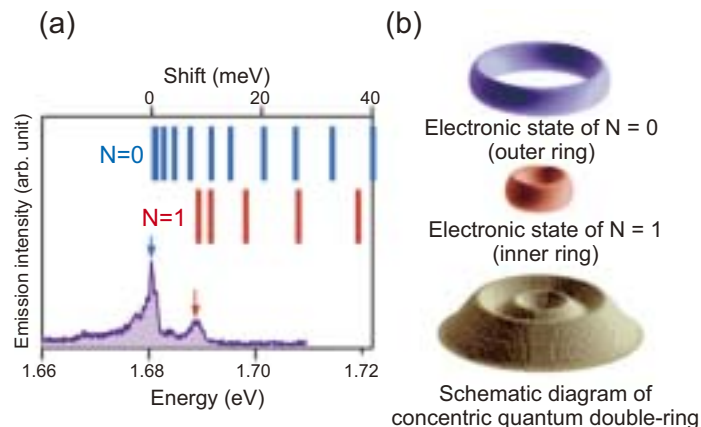 (a)
Shift (meV)
0 20 40
N=0
N=1
Emission intensity (arb. unit)
1.66 1.68 1.70 1.72
Energy (eV)
(b)
Electronic state of N = 0
(outer ring)
Electronic state of N = 1
(inner ring)
Schematic diagram of
concentric quantum double-ring